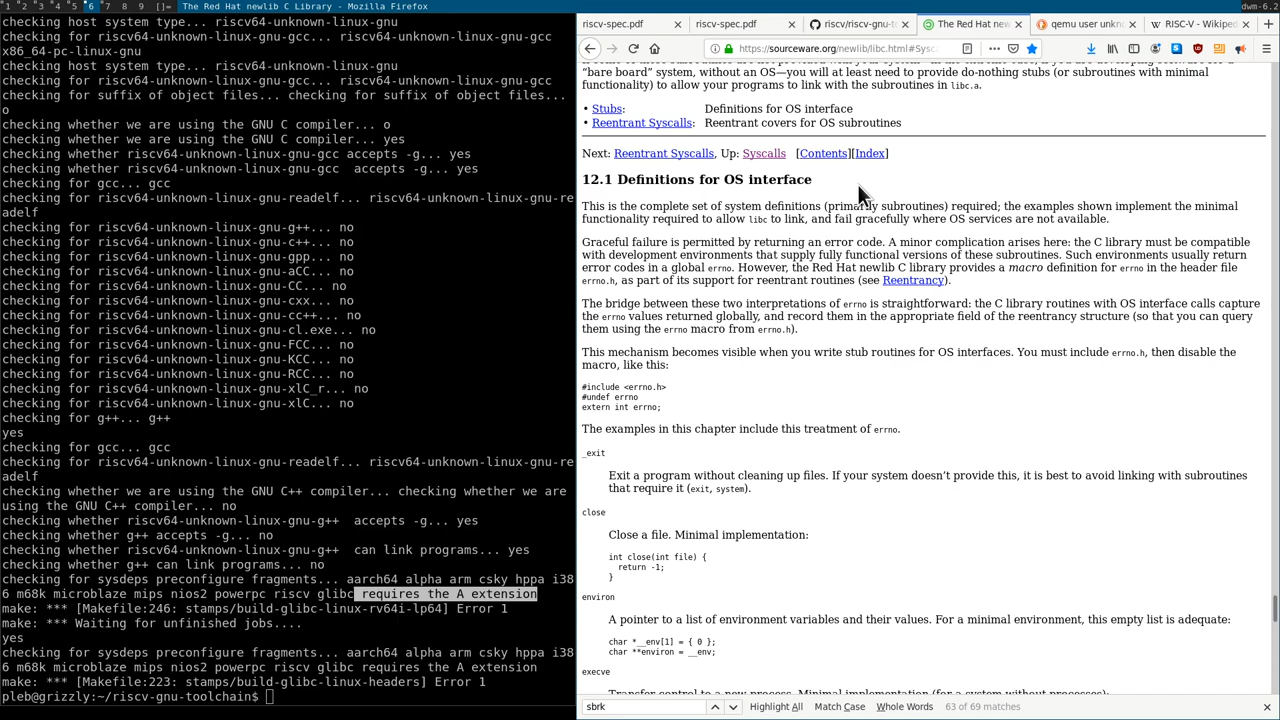 1 2 3 4 5 6 7 8 9 []= The Red Hat newlib C Library - Mozilla Firefox dwm-6.2
checking host system type... riscv64-unknown-linux-gnu
checking for riscv64-unknown-linux-gnu-gcc... riscv64-unknown-linux-gnu-gcc
x86_64-pc-linux-gnu
checking host system type... riscv64-unknown-linux-gnu
checking for riscv64-unknown-linux-gnu-gcc... riscv64-unknown-linux-gnu-gcc
checking for suffix of object files... checking for suffix of object files...
o
checking whether we are using the GNU C compiler... o
checking whether we are using the GNU C compiler... yes
checking whether riscv64-unknown-linux-gnu-gcc accepts -g... yes
checking whether riscv64-unknown-linux-gnu-gcc  accepts -g... yes
checking for gcc... gcc
checking for riscv64-unknown-linux-gnu-readelf... riscv64-unknown-linux-gnu-re
adelf
checking for riscv64-unknown-linux-gnu-g++... no
checking for riscv64-unknown-linux-gnu-c++... no
checking for riscv64-unknown-linux-gnu-gpp... no
checking for riscv64-unknown-linux-gnu-aCC... no
checking for riscv64-unknown-linux-gnu-CC... no
checking for riscv64-unknown-linux-gnu-cxx... no
checking for riscv64-unknown-linux-gnu-cc++... no
checking for riscv64-unknown-linux-gnu-cl.exe... no
checking for riscv64-unknown-linux-gnu-FCC... no
checking for riscv64-unknown-linux-gnu-KCC... no
checking for riscv64-unknown-linux-gnu-RCC... no
checking for riscv64-unknown-linux-gnu-xlC_r... no
checking for riscv64-unknown-linux-gnu-xlC... no
checking for g++... g++
yes
checking for gcc... gcc
checking for riscv64-unknown-linux-gnu-readelf... riscv64-unknown-linux-gnu-re
adelf
checking whether we are using the GNU C++ compiler... checking whether we are
using the GNU C++ compiler... no
checking whether riscv64-unknown-linux-gnu-g++  accepts -g... yes
checking whether g++ accepts -g... no
checking whether riscv64-unknown-linux-gnu-g++  can link programs... yes
checking whether g++ can link programs... no
checking for sysdeps preconfigure fragments... aarch64 alpha arm csky hppa i38
6 m68k microblaze mips nios2 powerpc riscv glibc requires the A extension
make: *** [Makefile:246: stamps/build-glibc-linux-rv64i-lp64] Error 1
make: *** Waiting for unfinished jobs....
yes
checking for sysdeps preconfigure fragments... aarch64 alpha arm csky hppa i38
6 m68k microblaze mips nios2 powerpc riscv glibc requires the A extension
make: *** [Makefile:223: stamps/build-glibc-linux-headers] Error 1
pleb@grizzly:~/riscv-gnu-toolchain$
riscv-spec.pdf riscv-spec.pdf riscv/riscv-gnu-t The Red Hat new qemu user unkn RISC-V - Wikiped
https://sourceware.org/newlib/libc.html#Sysc
“bare board” system, without an OS—you will at least need to provide do-nothing stubs (or subroutines with minimal
functionality) to allow your programs to link with the subroutines in libc.a.
• Stubs: Definitions for OS interface
• Reentrant Syscalls: Reentrant covers for OS subroutines
Next: Reentrant Syscalls, Up: Syscalls [Contents][Index]
12.1 Definitions for OS interface
This is the complete set of system definitions (primarily subroutines) required; the examples shown implement the minimal
functionality required to allow libc to link, and fail gracefully where OS services are not available.
Graceful failure is permitted by returning an error code. A minor complication arises here: the C library must be compatible
with development environments that supply fully functional versions of these subroutines. Such environments usually return
error codes in a global errno. However, the Red Hat newlib C library provides a macro definition for errno in the header file
errno.h, as part of its support for reentrant routines (see Reentrancy).
The bridge between these two interpretations of errno is straightforward: the C library routines with OS interface calls capture
the errno values returned globally, and record them in the appropriate field of the reentrancy structure (so that you can query
them using the errno macro from errno.h).
This mechanism becomes visible when you write stub routines for OS interfaces. You must include errno.h, then disable the
macro, like this:
#include <errno.h>
#undef errno
extern int errno;
The examples in this chapter include this treatment of errno.
_exit
Exit a program without cleaning up files. If your system doesn’t provide this, it is best to avoid linking with subroutines
that require it (exit, system).
close
Close a file. Minimal implementation:
int close(int file) {
  return -1;
}
environ
A pointer to a list of environment variables and their values. For a minimal environment, this empty list is adequate:
char *__env[1] = { 0 };
char **environ = __env;
execve
Transfer control to a new process. Minimal implementation (for a system without processes):
sbrk Highlight All Match Case Whole Words 63 of 69 matches